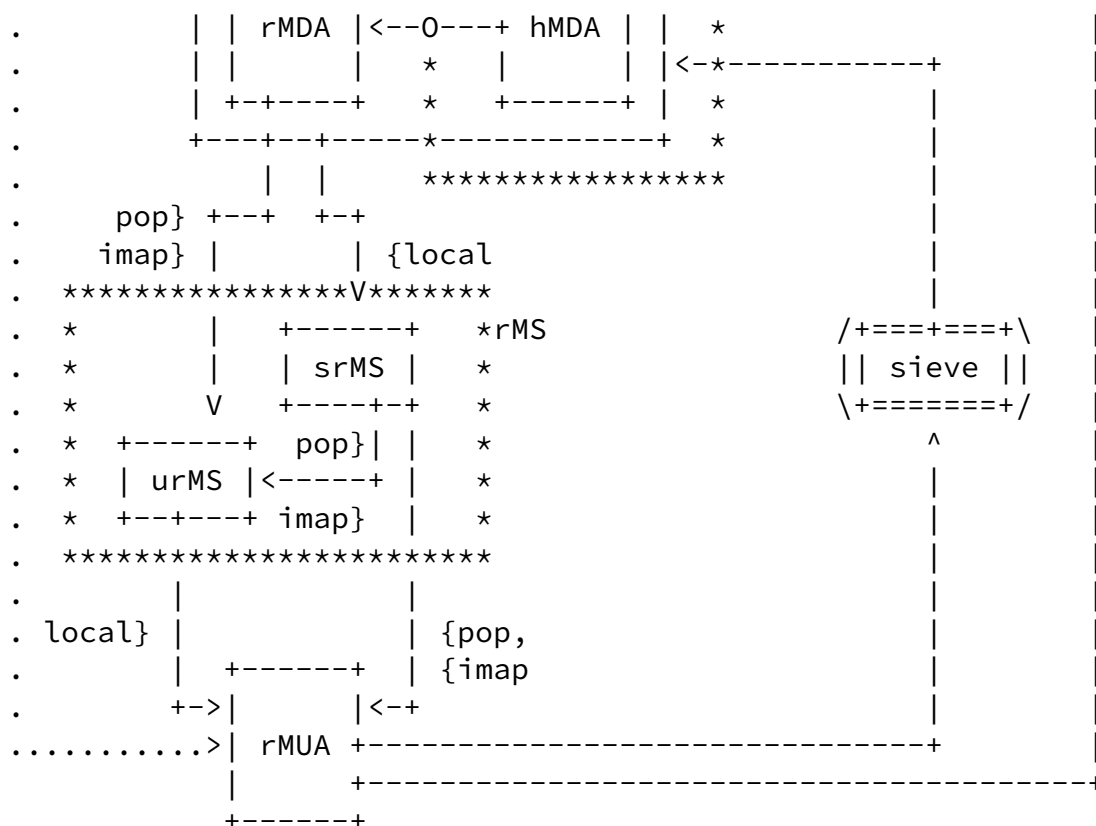 .          | | rMDA |<--O---+ hMDA | |  *                    |
.          | |      |   *   |      | |<-*-----------+        |
.          | +-+----+   *   +------+ |  *           |        |
.          +---+--+-----*------------+  *           |        |
.              |  |     *****************           |        |
.     pop} +--+  +-+                                |        |
.    imap} |       | {local                         |        |
.  ****************V*******                         |        |
.  *       |   +------+   *rMS                /+===+===+\    |
.  *       |   | srMS |   *                   || sieve ||    |
.  *       V   +----+-+   *                   \+=======+/    |
.  *  +------+  pop}| |   *                        ^         |
.  *  | urMS |<-----+ |   *                        |         |
.  *  +--+---+ imap}  |   *                        |         |
.  ************************                        |         |
.        |            |                            |         |
. local} |            | {pop,                      |         |
.        |  +------+  | {imap                      |         |
.        +->|      |<-+                            |         |
...........>| rMUA +-------------------------------+         |
            |      +-----------------------------------------+
            +------+